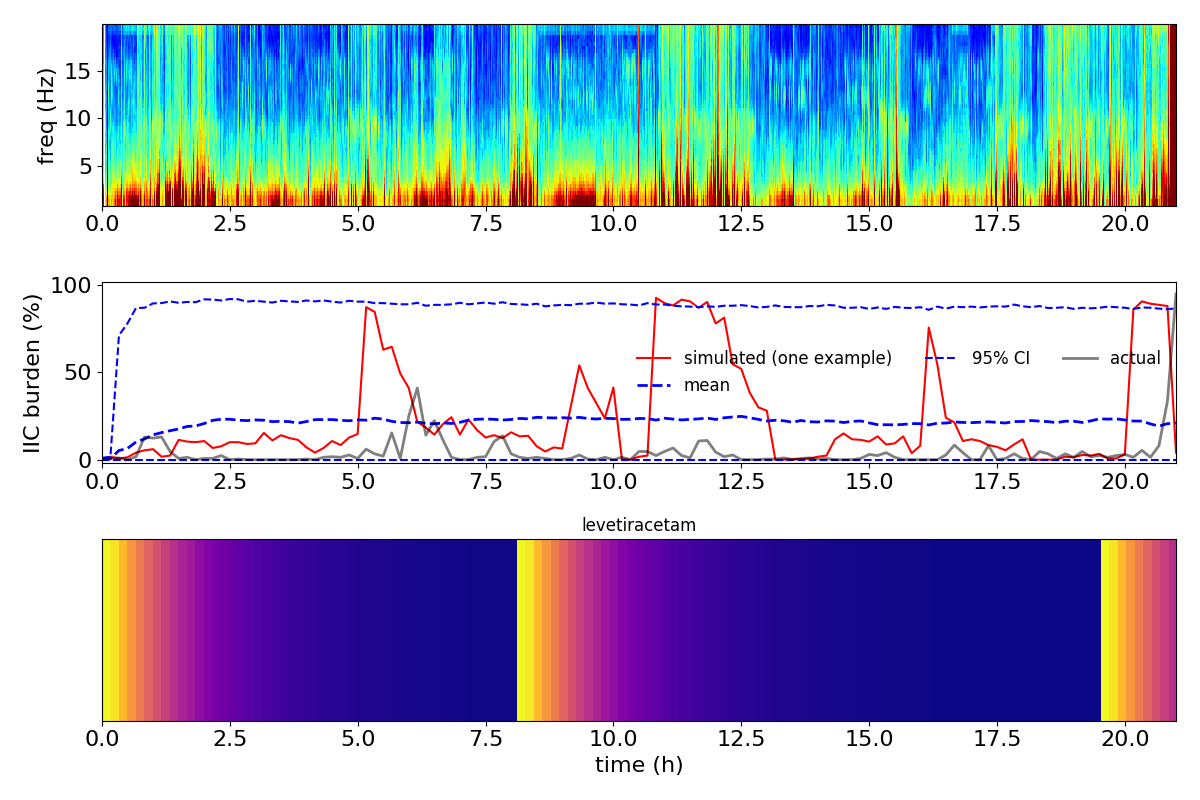 15
10
5
freq (Hz)
0.0 2.5 5.0 7.5 10.0 12.5 15.0 17.5 20.0
100
50
0
IIC burden (%)
simulated (one example) 95% CI actual
mean
0.0 2.5 5.0 7.5 10.0 12.5 15.0 17.5 20.0
levetiracetam
0.0 2.5 5.0 7.5 10.0 12.5 15.0 17.5 20.0
time (h)